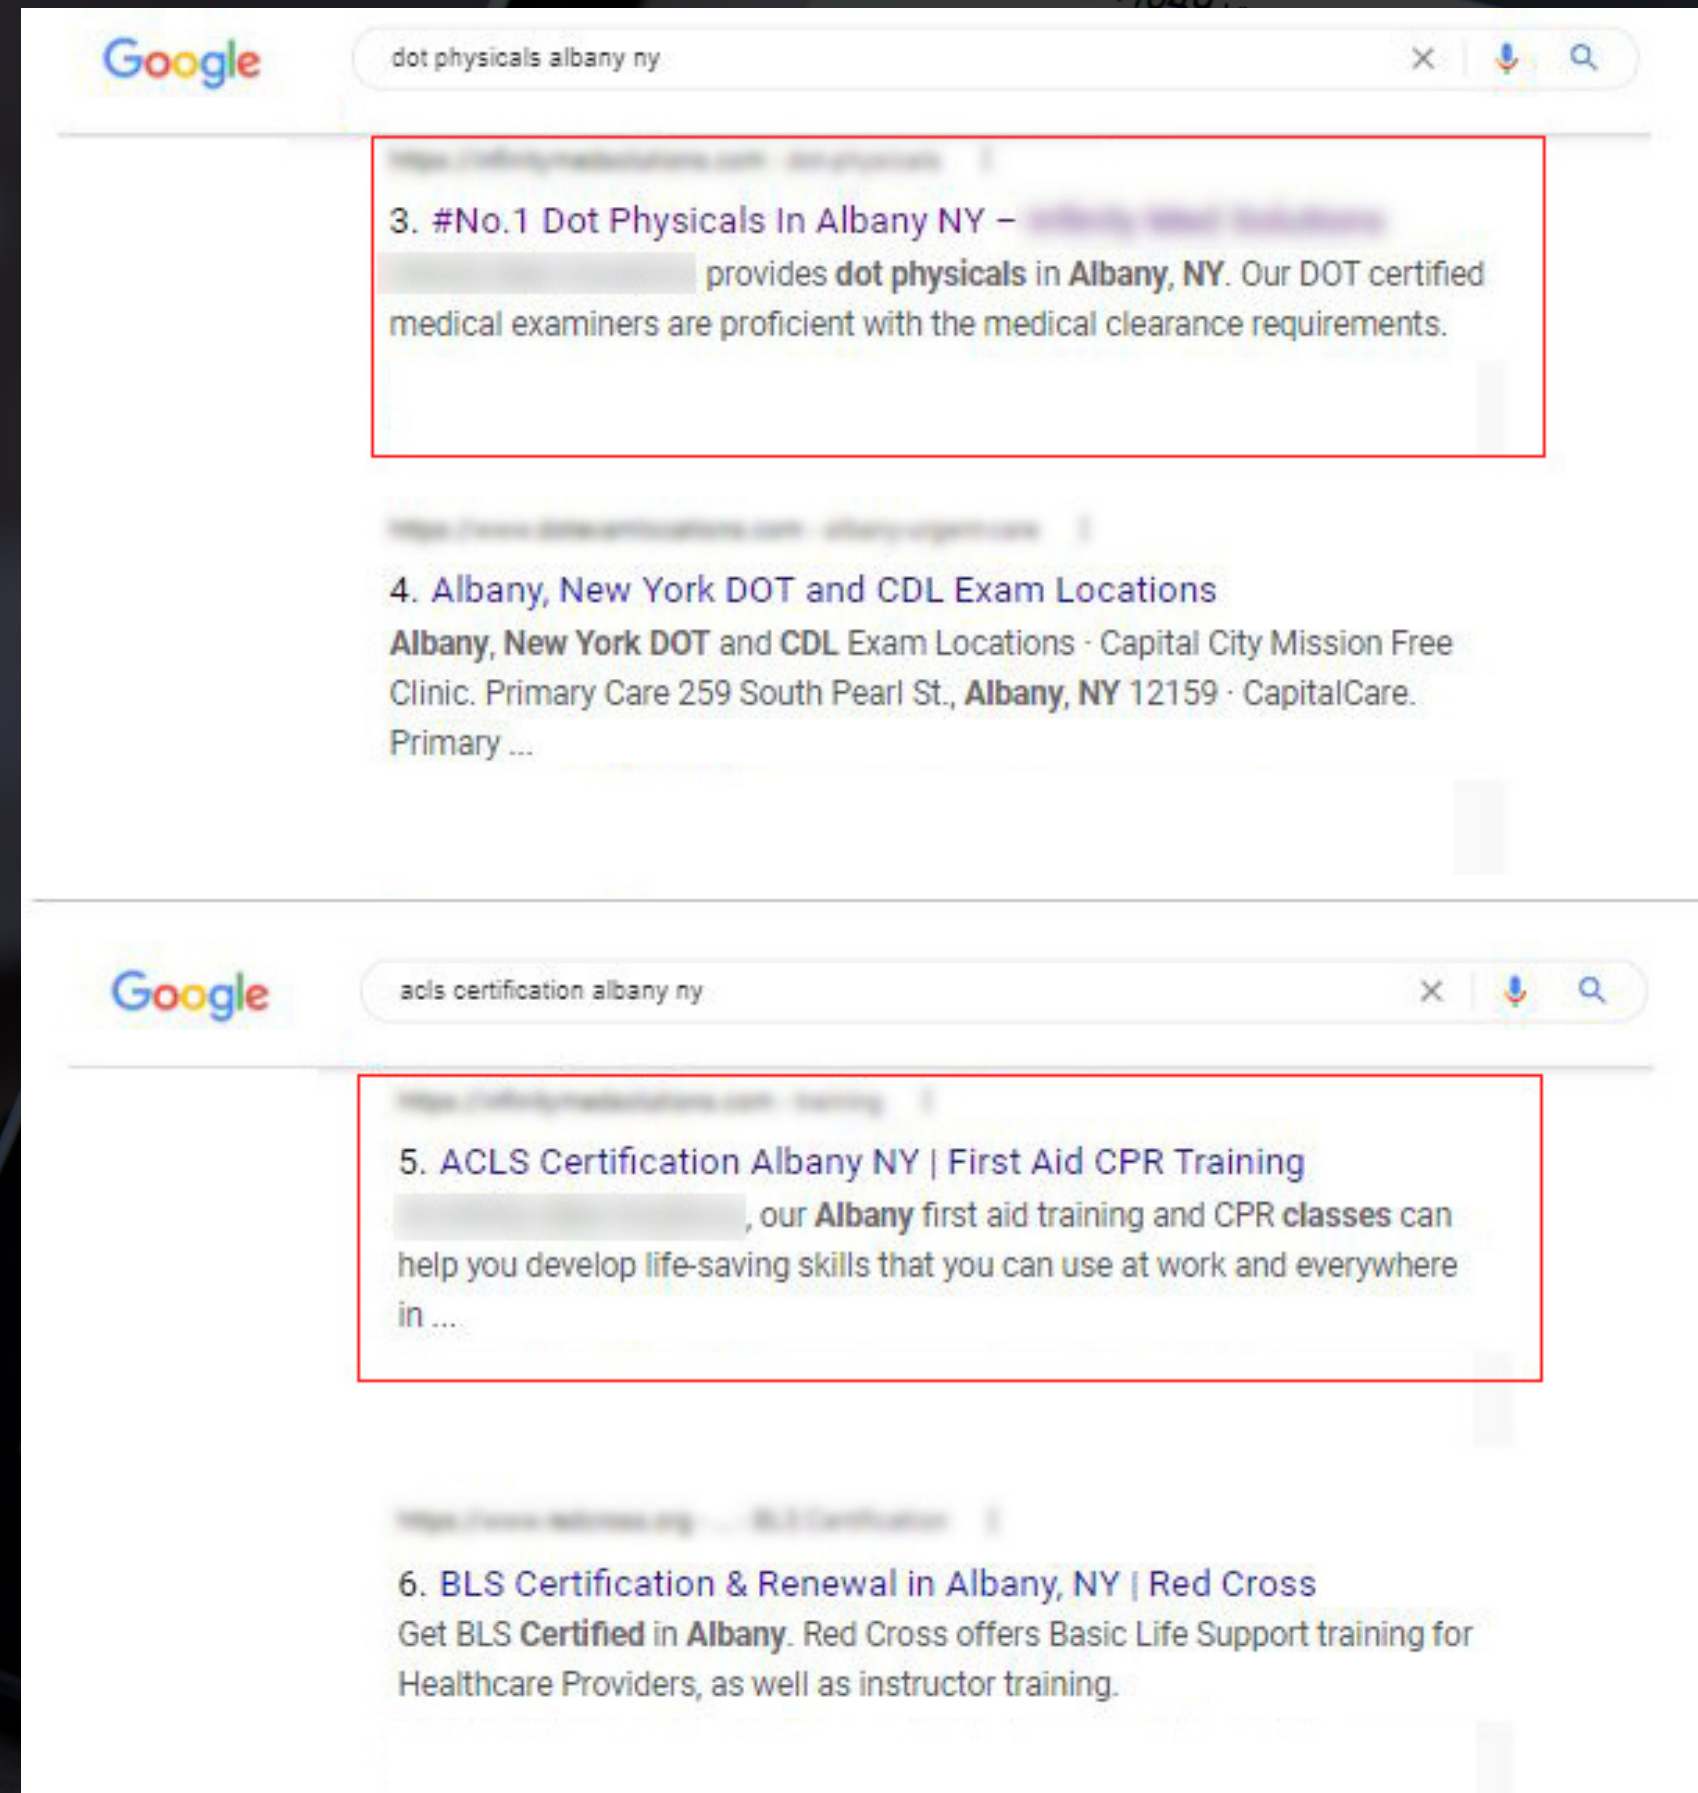 Google dot physicals albany ny
3. #No.1 Dot Physicals In Albany NY –
provides dot physicals in Albany, NY. Our DOT certified
medical examiners are proficient with the medical clearance requirements.
4. Albany, New York DOT and CDL Exam Locations
Albany, New York DOT and CDL Exam Locations · Capital City Mission Free
Clinic. Primary Care 259 South Pearl St., Albany, NY 12159 · CapitalCare.
Primary ...
Google acls certification albany ny
5. ACLS Certification Albany NY | First Aid CPR Training
, our Albany first aid training and CPR classes can
help you develop life-saving skills that you can use at work and everywhere
in ...
6. BLS Certification & Renewal in Albany, NY | Red Cross
Get BLS Certified in Albany. Red Cross offers Basic Life Support training for
Healthcare Providers, as well as instructor training.